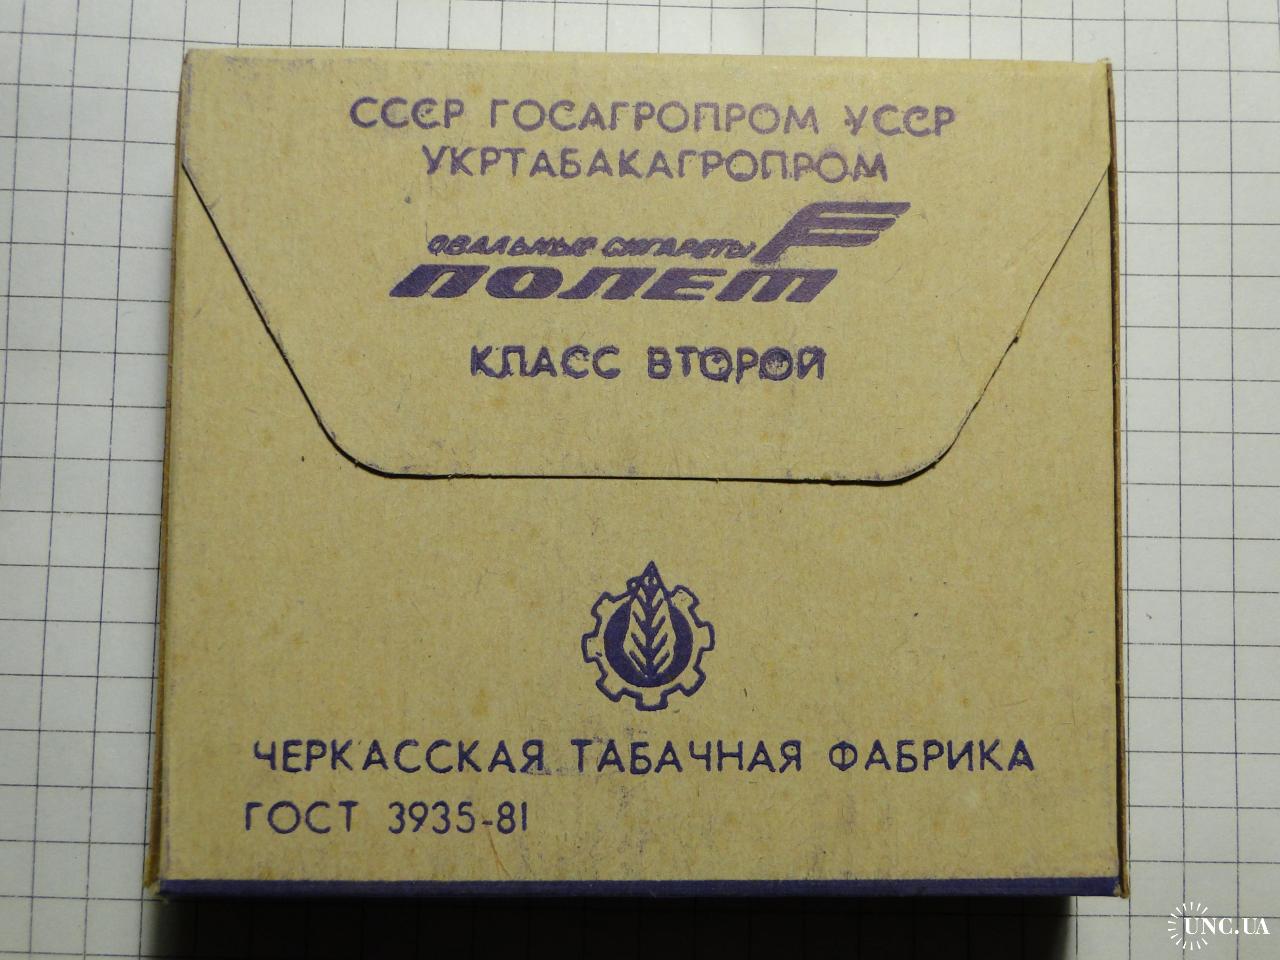 СССР ГОСАГРОПРОМ УССР
УКРТАБАКАГРОПРОМ
ОВАЛЬНЫЕ СИГАРЕТЫ
ПОЛЕТ
КЛАСС ВТОРОЙ
ЧЕРКАССКАЯ ТАБАЧНАЯ ФАБРИКА
ГОСТ 3935-81
UNC.UA